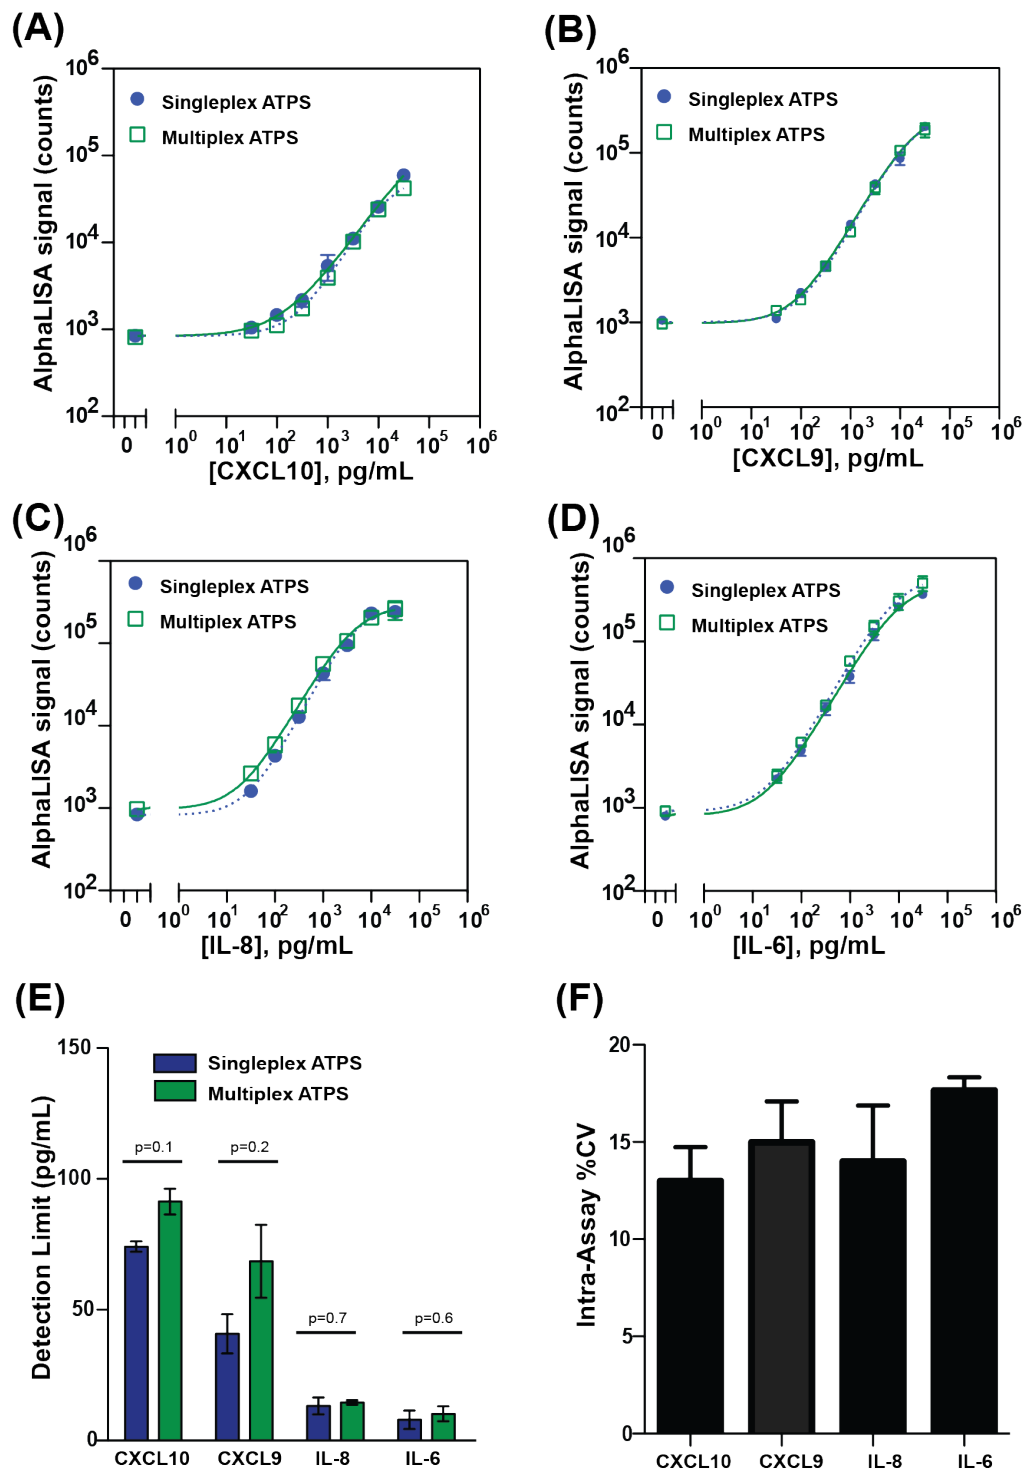 (A)
AlphaLISA signal (counts)
10^6
10^5
10^4
10^3
10^2
Singleplex ATPS
Multiplex ATPS
0 10^0 10^1 10^2 10^3 10^4 10^5 10^6
[CXCL10], pg/mL
(B)
AlphaLISA signal (counts)
10^6
10^5
10^4
10^3
10^2
Singleplex ATPS
Multiplex ATPS
0 10^0 10^1 10^2 10^3 10^4 10^5 10^6
[CXCL9], pg/mL
(C)
AlphaLISA signal (counts)
10^6
10^5
10^4
10^3
10^2
Singleplex ATPS
Multiplex ATPS
0 10^0 10^1 10^2 10^3 10^4 10^5 10^6
[IL-8], pg/mL
(D)
AlphaLISA signal (counts)
10^6
10^5
10^4
10^3
10^2
Singleplex ATPS
Multiplex ATPS
0 10^0 10^1 10^2 10^3 10^4 10^5 10^6
[IL-6], pg/mL
(E)
Detection Limit (pg/mL)
150
100
50
0
Singleplex ATPS
Multiplex ATPS
p=0.1
p=0.2
p=0.7
p=0.6
CXCL10 CXCL9 IL-8 IL-6
(F)
Intra-Assay %CV
20
15
10
5
0
CXCL10 CXCL9 IL-8 IL-6